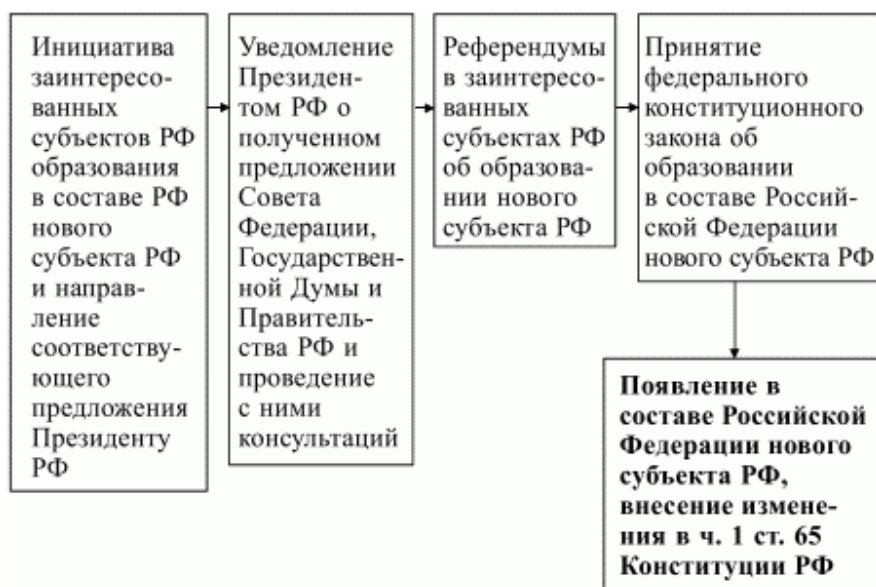 Инициатива
заинтересо-
ванных
субъектов РФ
образования
в составе РФ
нового
субъекта РФ
и направ-
ление
соответству-
ющего
предложения
Президенту
РФ
Уведомление
Президен-
том РФ о
полученном
предложении
Совета
Федерации,
Государствен-
ной Думы и
Правитель-
ства РФ и
проведение
с ними
консультаций
Референдумы
в заинтересо-
ванных
субъектах РФ
об образова-
нии нового
субъекта РФ
Принятие
федерального
конституционного
закона об
образовании
в составе Россий-
ской Федерации
нового субъекта РФ
Появление в
составе Российской
Федерации нового
субъекта РФ,
внесение измене-
ния в ч. 1 ст. 65
Конституции РФ